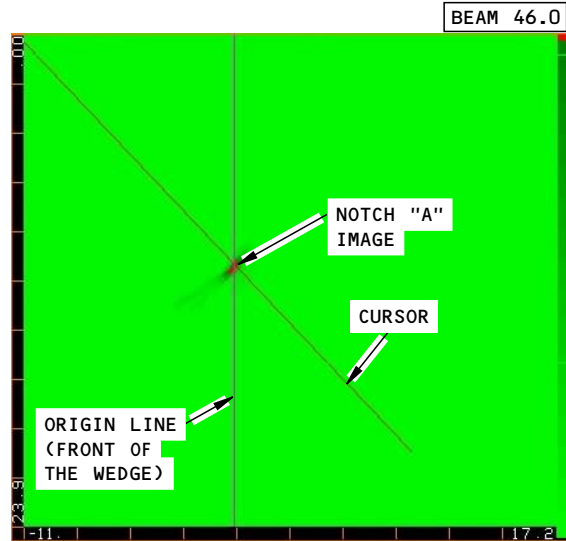 BEAM 46.0
.00
NOTCH "A"
IMAGE
CURSOR
ORIGIN LINE
(FRONT OF
THE WEDGE)
23.9
-11.
17.2